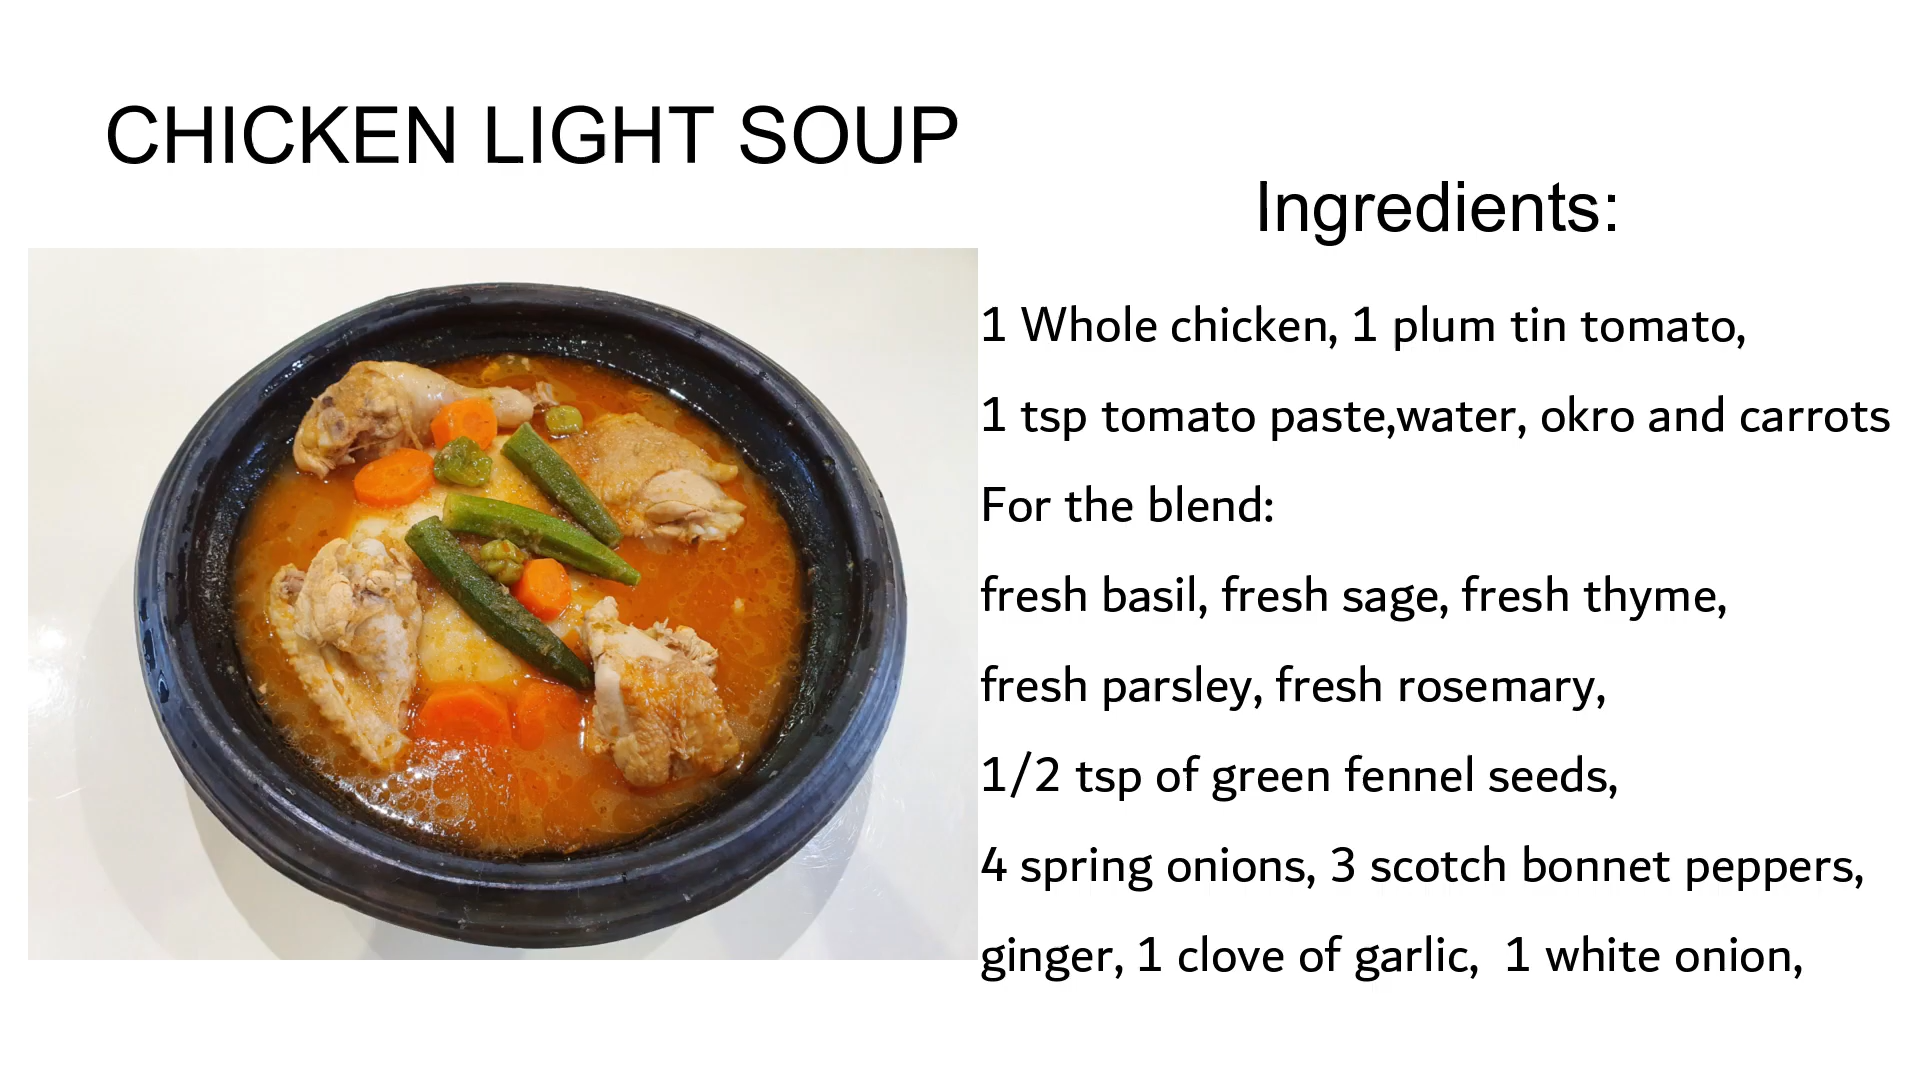 CHICKEN LIGHT SOUP
Ingredients:
1 Whole chicken, 1 plum tin tomato,
1 tsp tomato paste,water, okro and carrots
For the blend:
fresh basil, fresh sage, fresh thyme,
fresh parsley, fresh rosemary,
1/2 tsp of green fennel seeds,
4 spring onions, 3 scotch bonnet peppers,
ginger, 1 clove of garlic,  1 white onion,